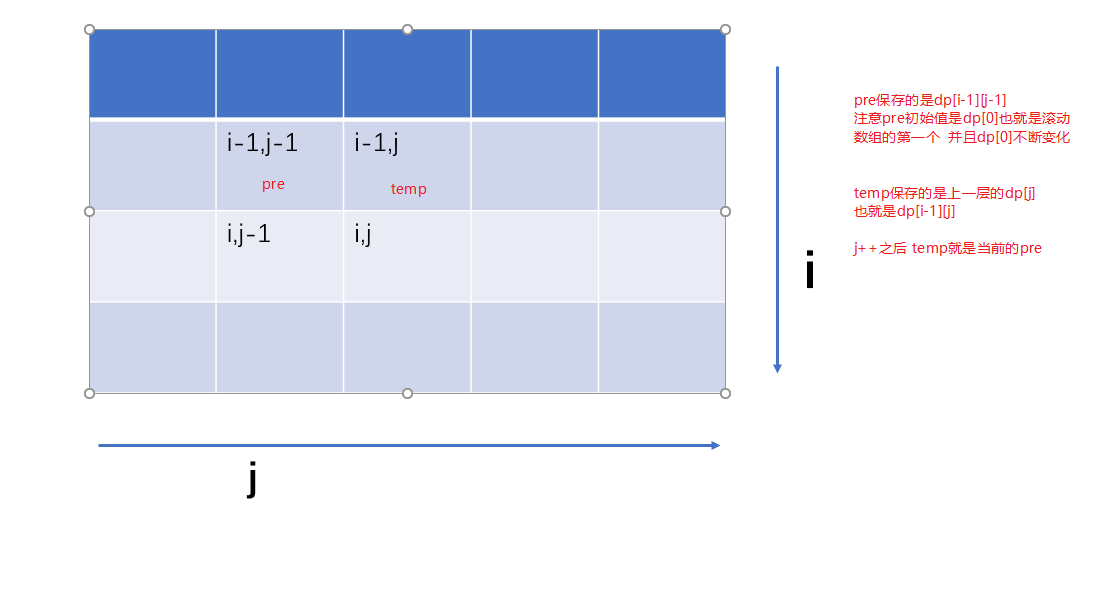 i-1,j-1
i-1,j
pre
temp
i,j-1
i,j
i
j
pre保存的是dp[i-1][j-1]
注意pre初始值是dp[0]也就是滚动
数组的第一个 并且dp[0]不断变化
temp保存的是上一层的dp[j]
也就是dp[i-1][j]
j++之后 temp就是当前的pre